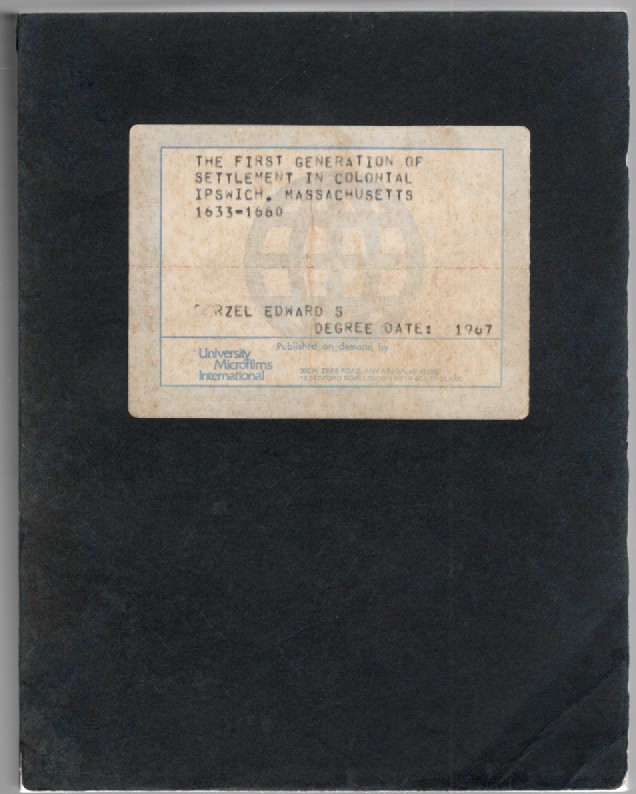 THE FIRST GENERATION OF
SETTLEMENT IN COLONIAL
IPSWICH, MASSACHUSETTS
1633-1660
EDWARD S
DEGREE DATE: 1967
Published on demand by
University
Microfilms
International